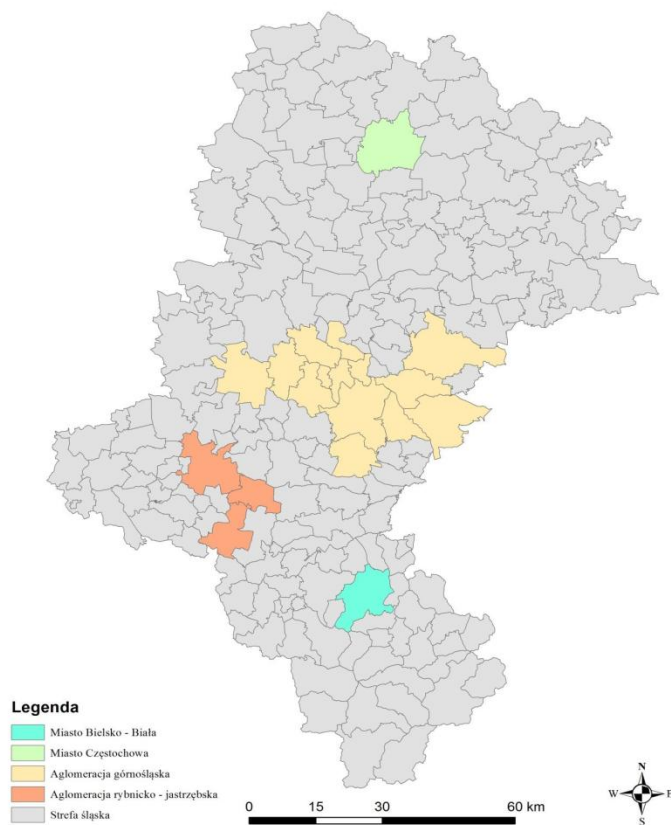 Legenda
Miasto Bielsko - Biała
Miasto Częstochowa
Aglomeracja górnośląska
Aglomeracja rybnicko - jastrzębska
Strefa śląska
0 15 30 60 km
N
W E
S